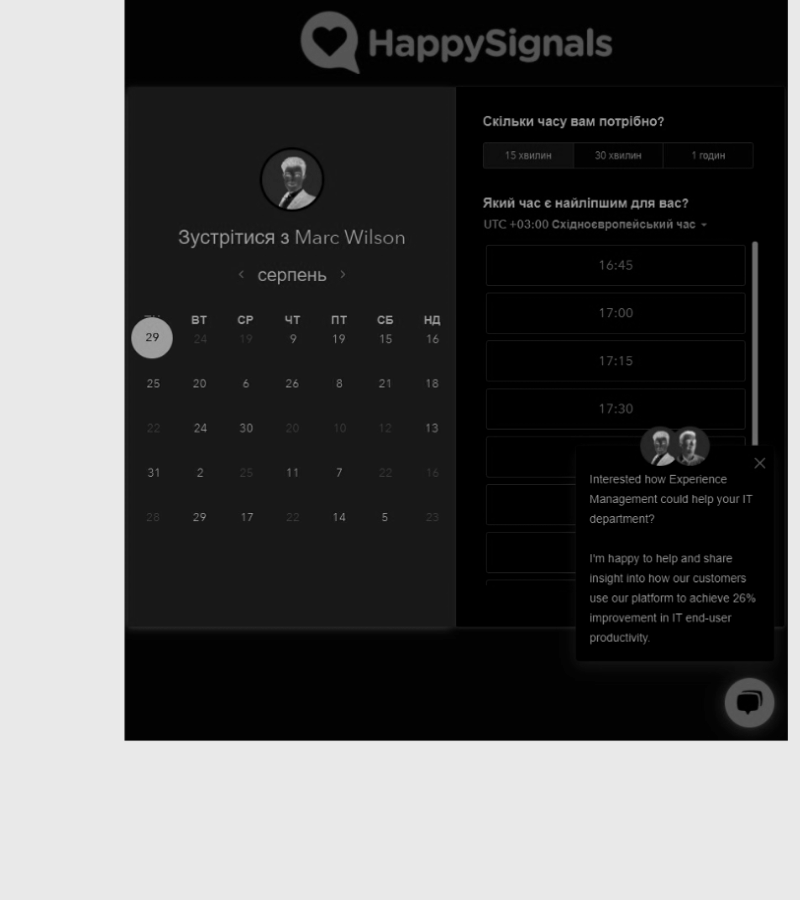 HappySignals
Зустрітися з Marc Wilson
серпень
ВТ СР ЧТ ПТ СБ НД
29 24 19 9 19 15 16
25 20 6 26 8 21 18
22 24 30 20 10 12 13
31 2 25 11 7 22 16
28 29 17 22 14 5 23
Скільки часу вам потрібно?
15 хвилин 30 хвилин 1 годин
Який час є найліпшим для вас?
UTC +03:00 Східноєвропейський час
16:45
17:00
17:15
17:30
Interested how Experience
Management could help your IT
department?
I'm happy to help and share
insight into how our customers
use our platform to achieve 26%
improvement in IT end-user
productivity.